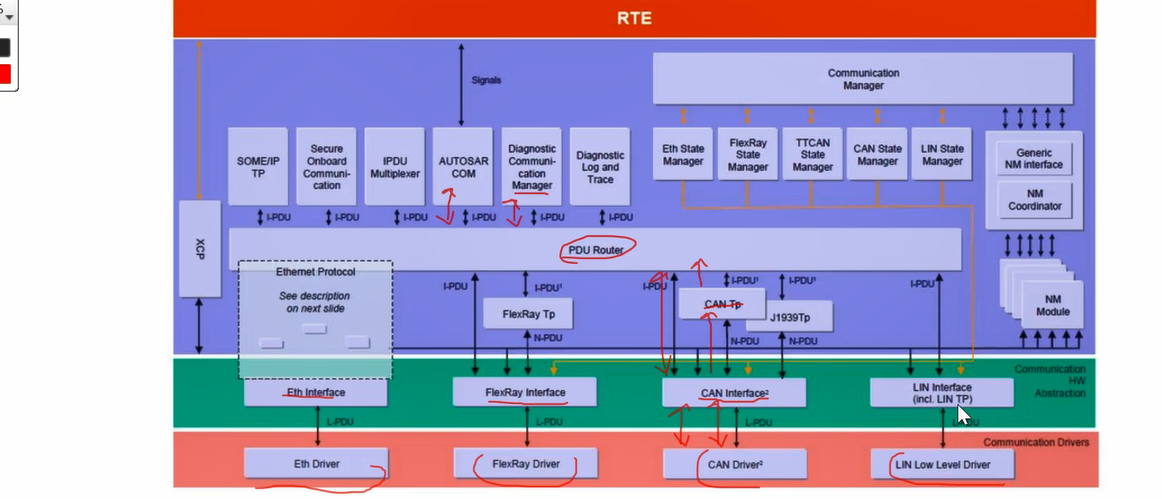 RTE
Communication
Manager
Signals
SOME/IP
TP
Secure
Onboard
Communi-
cation
IPDU
Multiplexer
AUTOSAR
COM
Diagnostic
Communi-
cation
Manager
Diagnostic
Log and
Trace
Eth State
Manager
FlexRay
State
Manager
TTCAN
State
Manager
CAN State
Manager
LIN State
Manager
Generic
NM interface
NM
Coordinator
I-PDU
I-PDU
I-PDU
I-PDU
I-PDU
I-PDU
XCP
PDU Router
Ethernet Protocol
See description
on next slide
I-PDU
I-PDU¹
I-PDU
I-PDU¹
I-PDU¹
I-PDU
FlexRay Tp
CAN Tp
J1939Tp
NM
Module
N-PDU
N-PDU
N-PDU
Communication
HW
Abstraction
Eth Interface
FlexRay Interface
CAN Interface²
LIN Interface
(incl. LIN TP)
L-PDU
L-PDU
L-PDU
Communication Drivers
Eth Driver
FlexRay Driver
CAN Driver²
LIN Low Level Driver